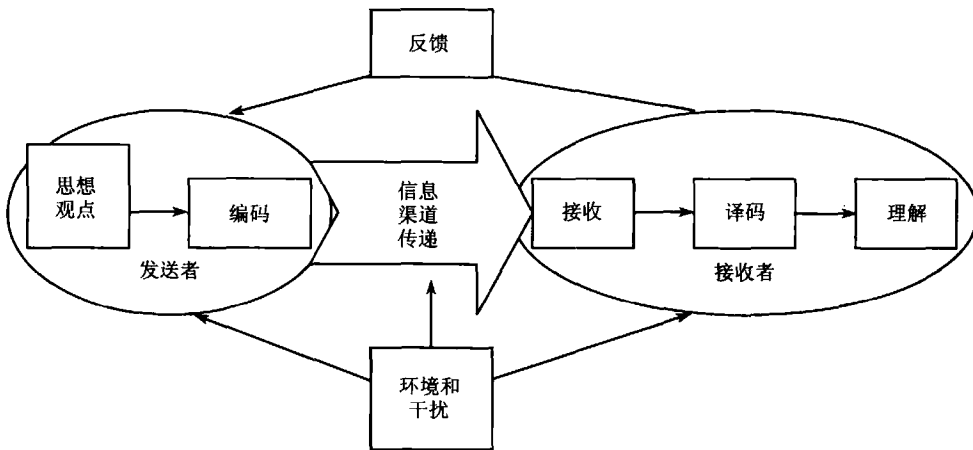 反馈
思想
观点
编码
发送者
信息
渠道
传递
接收
译码
理解
接收者
环境和
干扰